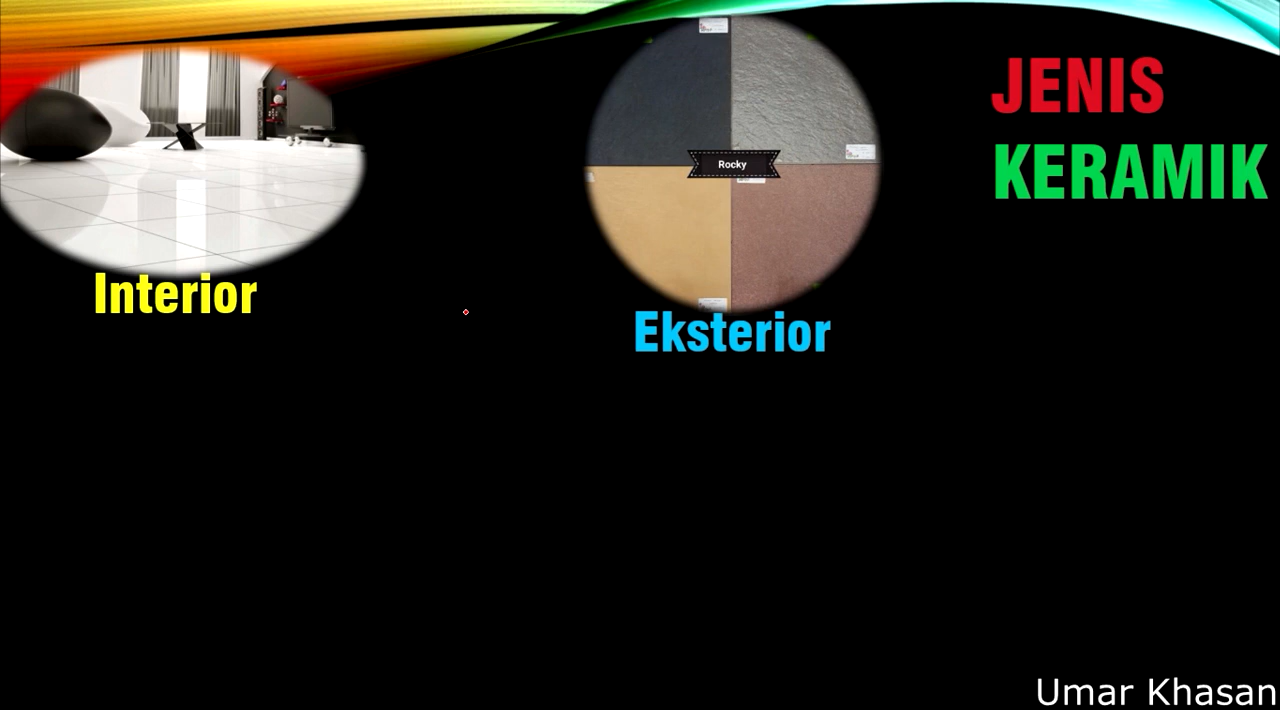 JENIS
KERAMIK
Rocky
Interior
Eksterior
Umar Khasan